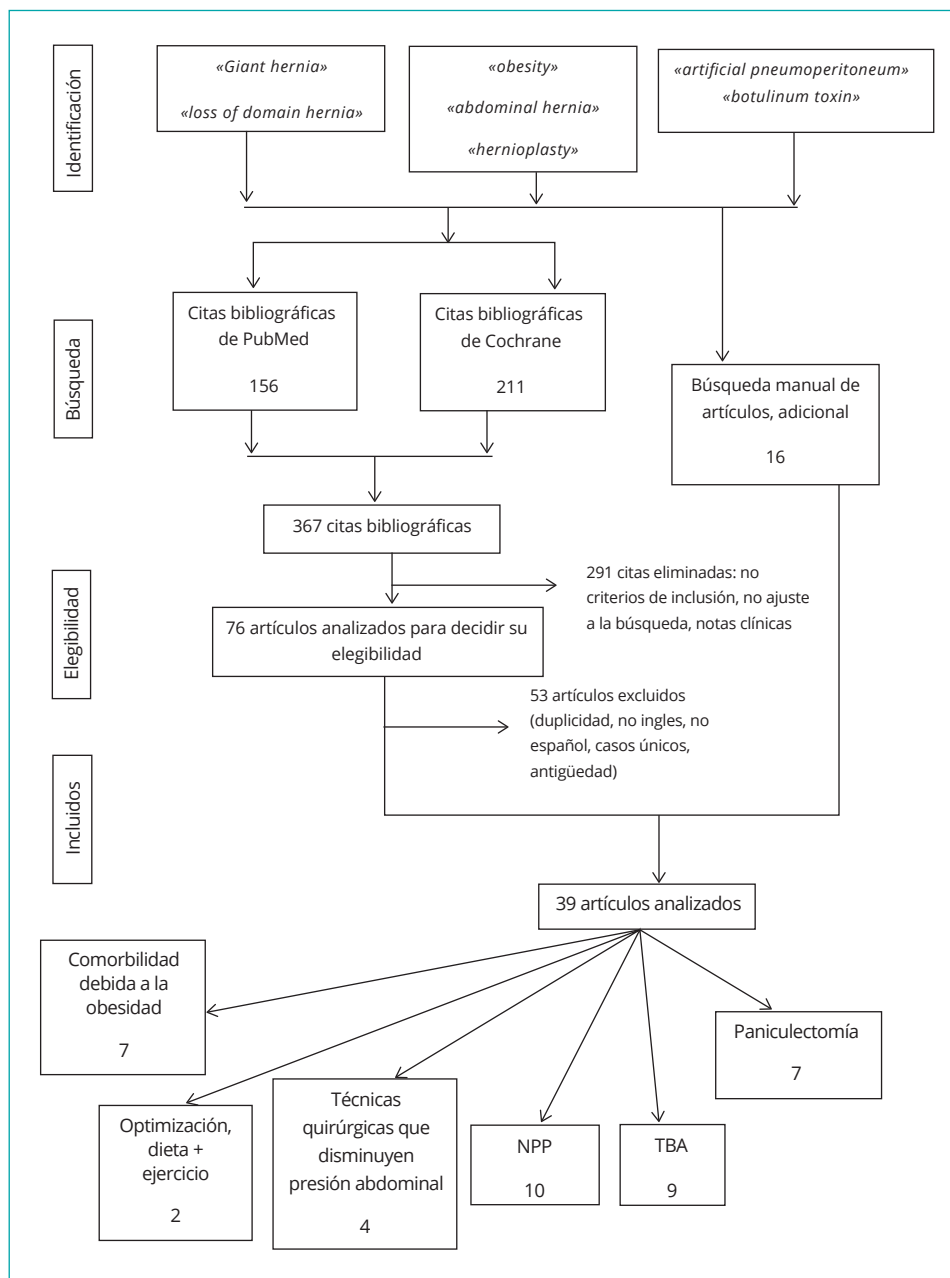 Identificación
«Giant hernia»
«loss of domain hernia»
«obesity»
«abdominal hernia»
«hernioplasty»
«artificial pneumoperitoneum»
«botulinum toxin»
Búsqueda
Citas bibliográficas
de PubMed
156
Citas bibliográficas
de Cochrane
211
Búsqueda manual de
artículos, adicional
16
367 citas bibliográficas
Elegibilidad
291 citas eliminadas: no
criterios de inclusión, no ajuste
a la búsqueda, notas clínicas
76 artículos analizados para decidir su
elegibilidad
53 artículos excluidos
(duplicidad, no ingles, no
español, casos únicos,
antigüedad)
Incluidos
39 artículos analizados
Comorbilidad
debida a la
obesidad
7
Optimización,
dieta +
ejercicio
2
Técnicas
quirúrgicas que
disminuyen
presión abdominal
4
NPP
10
TBA
9
Paniculectomía
7